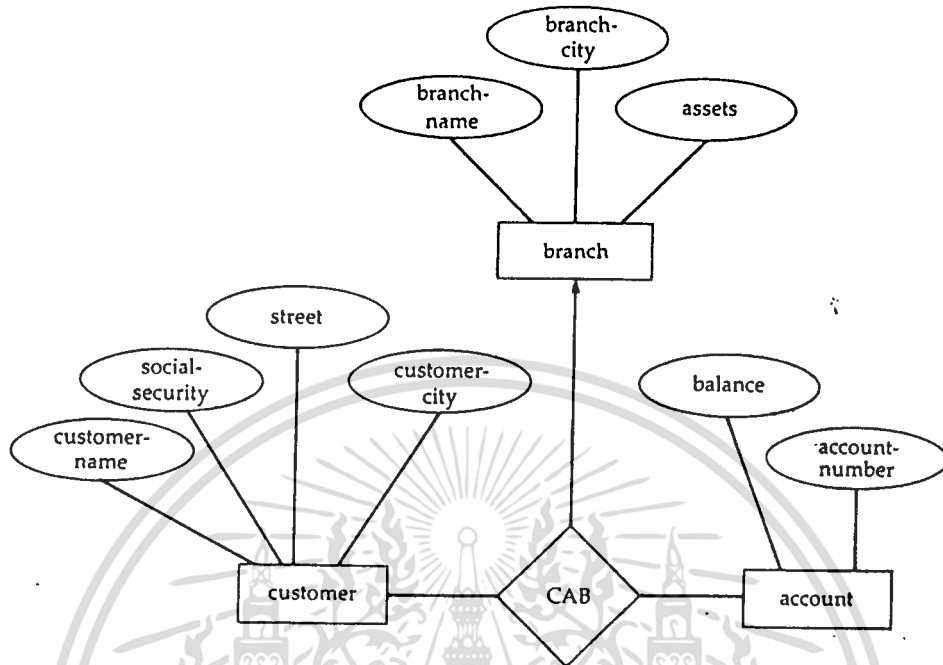 branch-
city
branch-
name
assets
branch
street
social-
security
customer-
city
customer-
name
balance
account-
number
customer
CAB
account